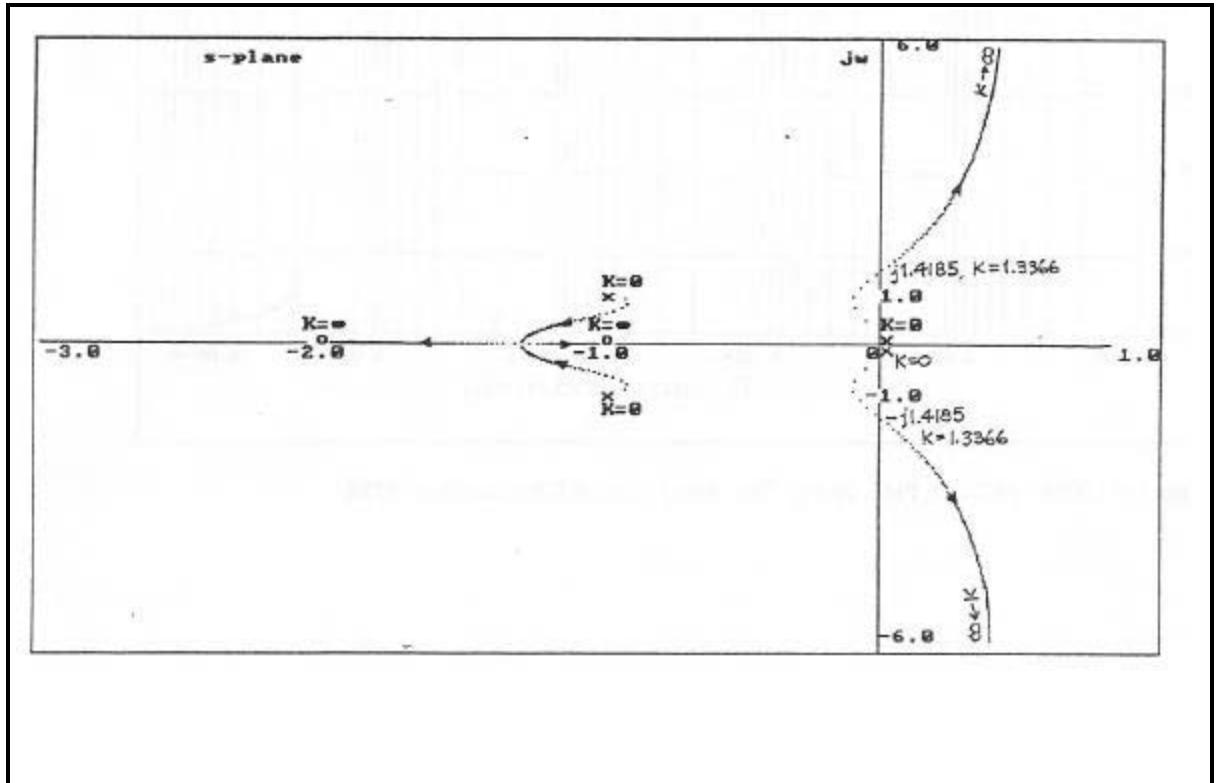 s-plane
jw
6.0
K→∞
j1.4185, K=1.3366
K=0
1.0
K=∞
K=∞
K=0
-3.0
-2.0
-1.0
0
1.0
K=0
K=0
-1.0
-j1.4185
K=1.3366
∞←K
-6.0